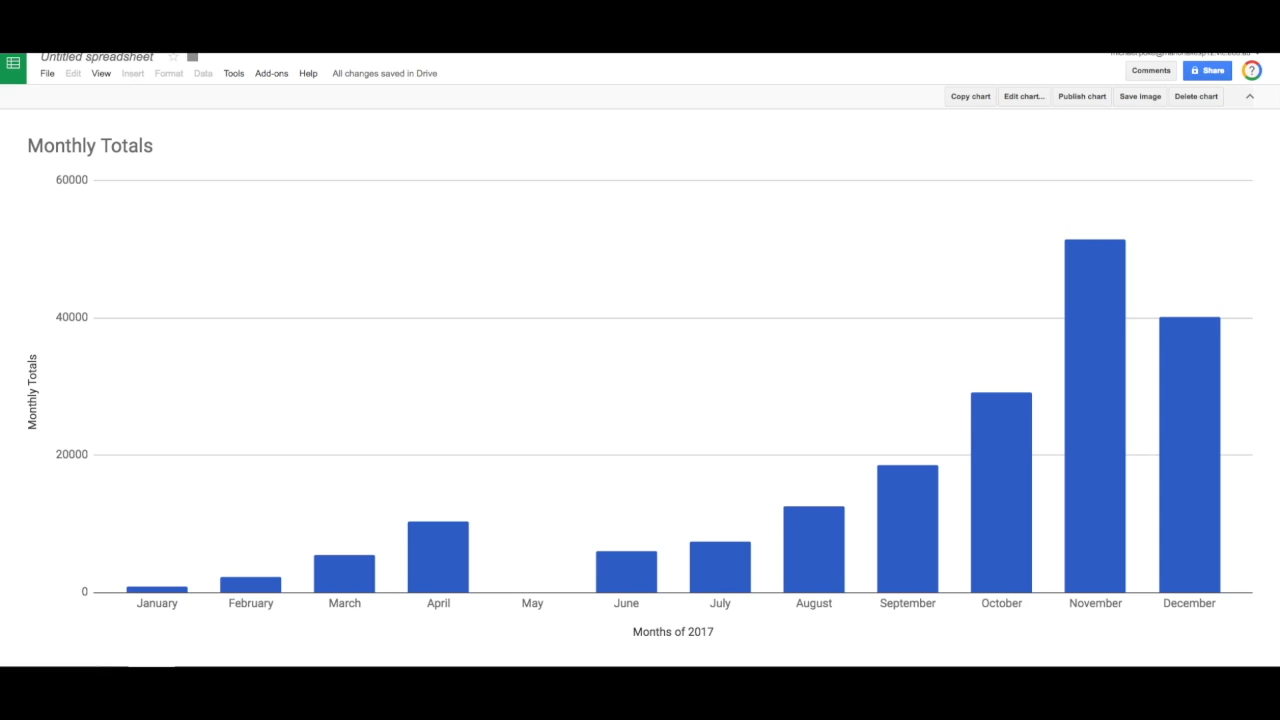 Untitled spreadsheet
File Edit View Insert Format Data Tools Add-ons Help All changes saved in Drive
Comments Share
Copy chart Edit chart... Publish chart Save image Delete chart
Monthly Totals
60000
40000
20000
0
Monthly Totals
January February March April May June July August September October November December
Months of 2017